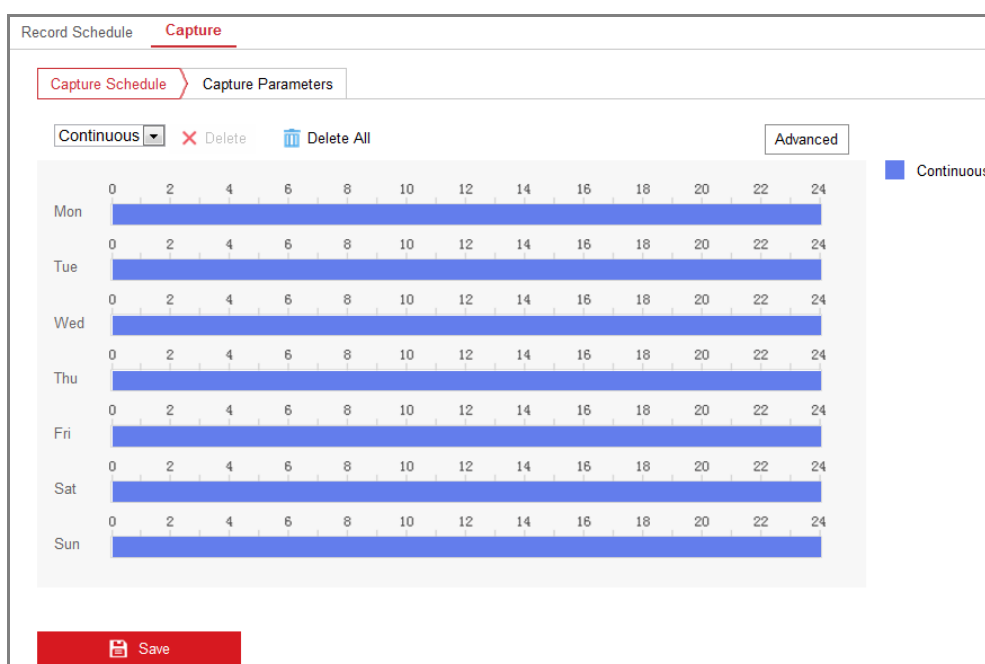 Record Schedule Capture
Capture Schedule Capture Parameters
Continuous Delete Delete All Advanced
Continuous
0 2 4 6 8 10 12 14 16 18 20 22 24
Mon
0 2 4 6 8 10 12 14 16 18 20 22 24
Tue
0 2 4 6 8 10 12 14 16 18 20 22 24
Wed
0 2 4 6 8 10 12 14 16 18 20 22 24
Thu
0 2 4 6 8 10 12 14 16 18 20 22 24
Fri
0 2 4 6 8 10 12 14 16 18 20 22 24
Sat
0 2 4 6 8 10 12 14 16 18 20 22 24
Sun
Save